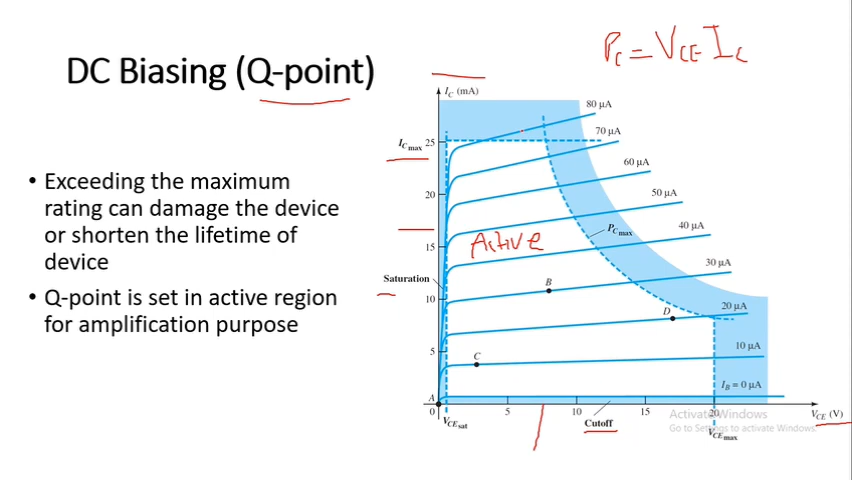 P_C = V_CE I_C
DC Biasing (Q-point)
• Exceeding the maximum
rating can damage the device
or shorten the lifetime of
device
• Q-point is set in active region
for amplification purpose
I_C (mA)
80 µA
70 µA
I_Cmax 25
60 µA
20
50 µA
40 µA
P_Cmax
15
Active
30 µA
Saturation
B
10
20 µA
D
10 µA
5
C
I_B = 0 µA
A
0 5 10 15 20 V_CE (V)
V_CEsat Cutoff V_CEmax
Activate Windows
Go to Settings to activate Windows.